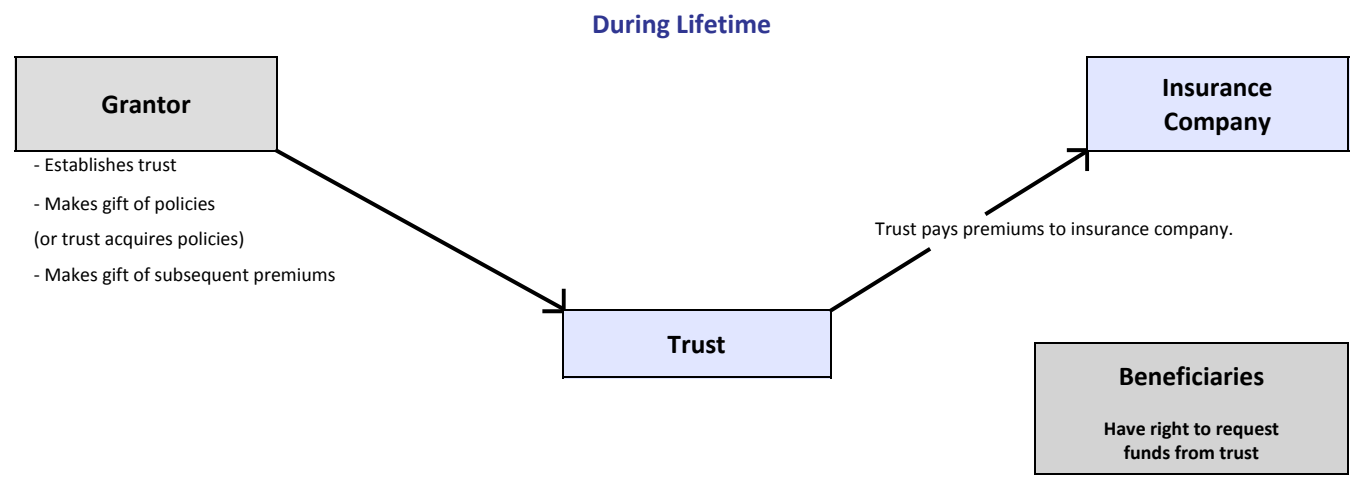 During Lifetime
Grantor
- Establishes trust
- Makes gift of policies
(or trust acquires policies)
- Makes gift of subsequent premiums
Insurance
Company
Trust pays premiums to insurance company.
Trust
Beneficiaries
Have right to request
funds from trust